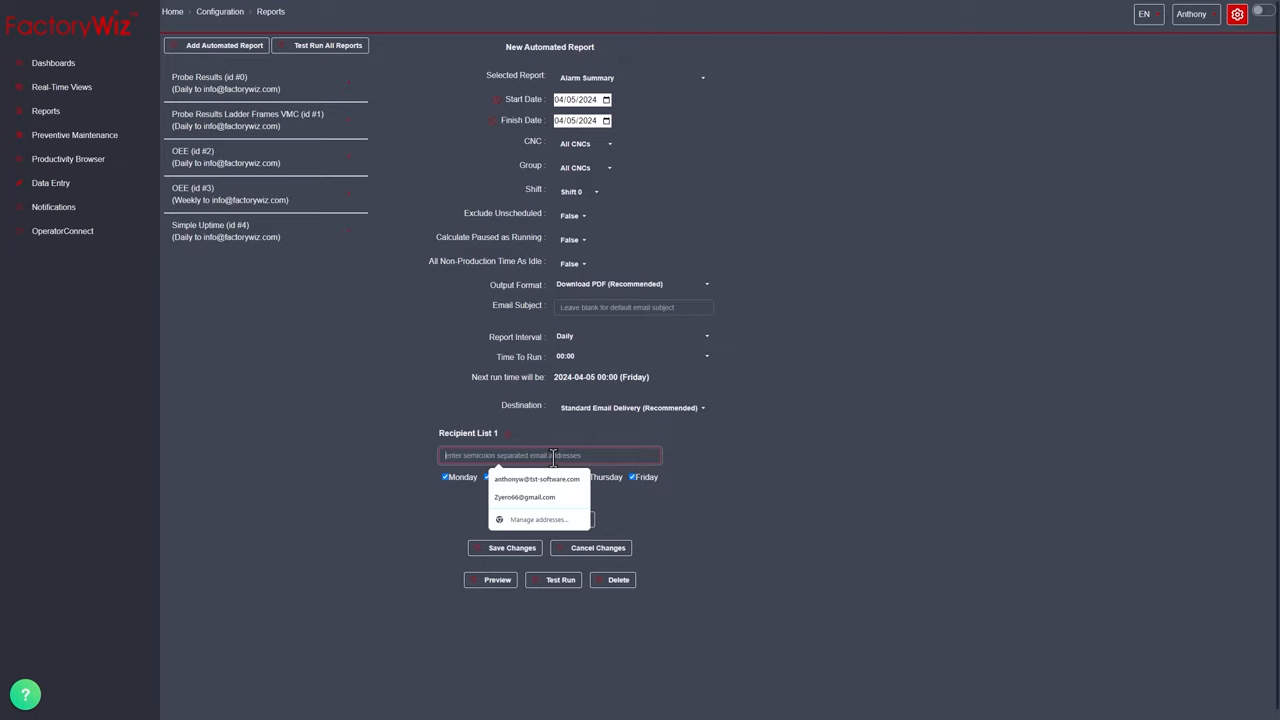 FactoryWiz™
Home Configuration Reports
EN Anthony
Dashboards
Real-Time Views
Reports
Preventive Maintenance
Productivity Browser
Data Entry
Notifications
OperatorConnect
Add Automated Report Test Run All Reports
Probe Results (id #0)
(Daily to info@factorywiz.com)
Probe Results Ladder Frames VMC (id #1)
(Daily to info@factorywiz.com)
OEE (id #2)
(Daily to info@factorywiz.com)
OEE (id #3)
(Weekly to info@factorywiz.com)
Simple Uptime (id #4)
(Daily to info@factorywiz.com)
New Automated Report
Selected Report: Alarm Summary
Start Date : 04/05/2024
Finish Date : 04/05/2024
CNC : All CNCs
Group : All CNCs
Shift : Shift 0
Exclude Unscheduled : False
Calculate Paused as Running : False
All Non-Production Time As Idle : False
Output Format : Download PDF (Recommended)
Email Subject : Leave blank for default email subject
Report Interval : Daily
Time To Run : 00:00
Next run time will be: 2024-04-05 00:00 (Friday)
Destination : Standard Email Delivery (Recommended)
Recipient List 1
enter semicolon separated email addresses
Monday Thursday Friday
anthonyw@tst-software.com
Zyero66@gmail.com
Manage addresses...
Save Changes Cancel Changes
Preview Test Run Delete
?